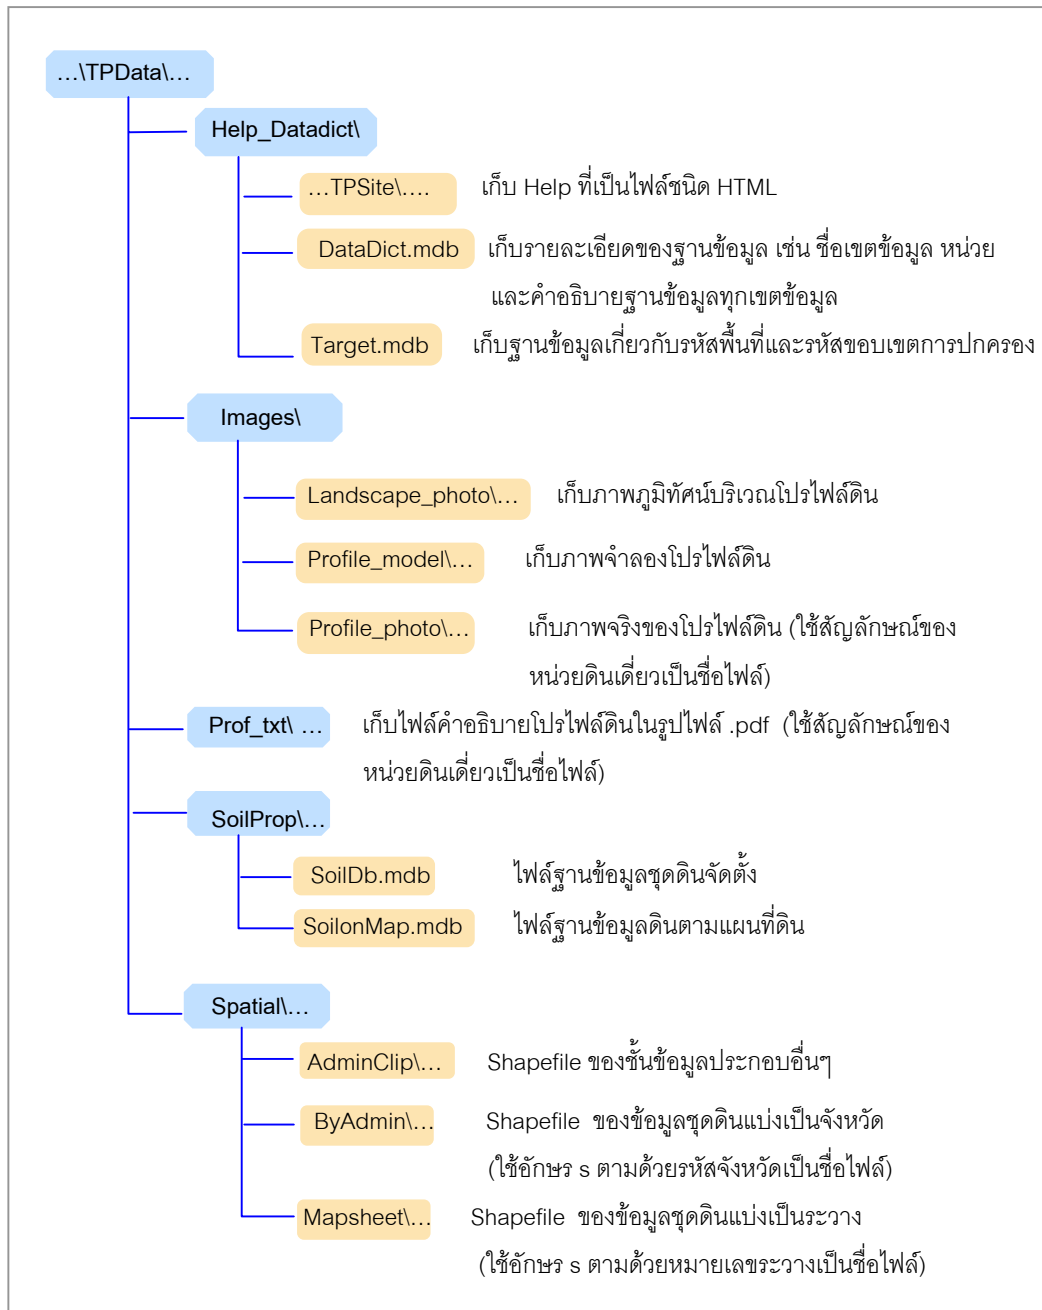 ...\TPData\...
Help_Datadict\
...TPSite\.... เก็บ Help ที่เป็นไฟล์ชนิด HTML
DataDict.mdb เก็บรายละเอียดของฐานข้อมูล เช่น ชื่อเขตข้อมูล หน่วย
และคำอธิบายฐานข้อมูลทุกเขตข้อมูล
Target.mdb เก็บฐานข้อมูลเกี่ยวกับรหัสพื้นที่และรหัสขอบเขตการปกครอง
Images\
Landscape_photo\... เก็บภาพภูมิทัศน์บริเวณโปรไฟล์ดิน
Profile_model\... เก็บภาพจำลองโปรไฟล์ดิน
Profile_photo\... เก็บภาพจริงของโปรไฟล์ดิน (ใช้สัญลักษณ์ของ
หน่วยดินเดี่ยวเป็นชื่อไฟล์)
Prof_txt\ ... เก็บไฟล์คำอธิบายโปรไฟล์ดินในรูปไฟล์ .pdf (ใช้สัญลักษณ์ของ
หน่วยดินเดี่ยวเป็นชื่อไฟล์)
SoilProp\...
SoilDb.mdb ไฟล์ฐานข้อมูลชุดดินจัดตั้ง
SoilonMap.mdb ไฟล์ฐานข้อมูลดินตามแผนที่ดิน
Spatial\...
AdminClip\... Shapefile ของชั้นข้อมูลประกอบอื่นๆ
ByAdmin\... Shapefile ของข้อมูลชุดดินแบ่งเป็นจังหวัด
(ใช้อักษร s ตามด้วยรหัสจังหวัดเป็นชื่อไฟล์)
Mapsheet\... Shapefile ของข้อมูลชุดดินแบ่งเป็นระวาง
(ใช้อักษร s ตามด้วยหมายเลขระวางเป็นชื่อไฟล์)